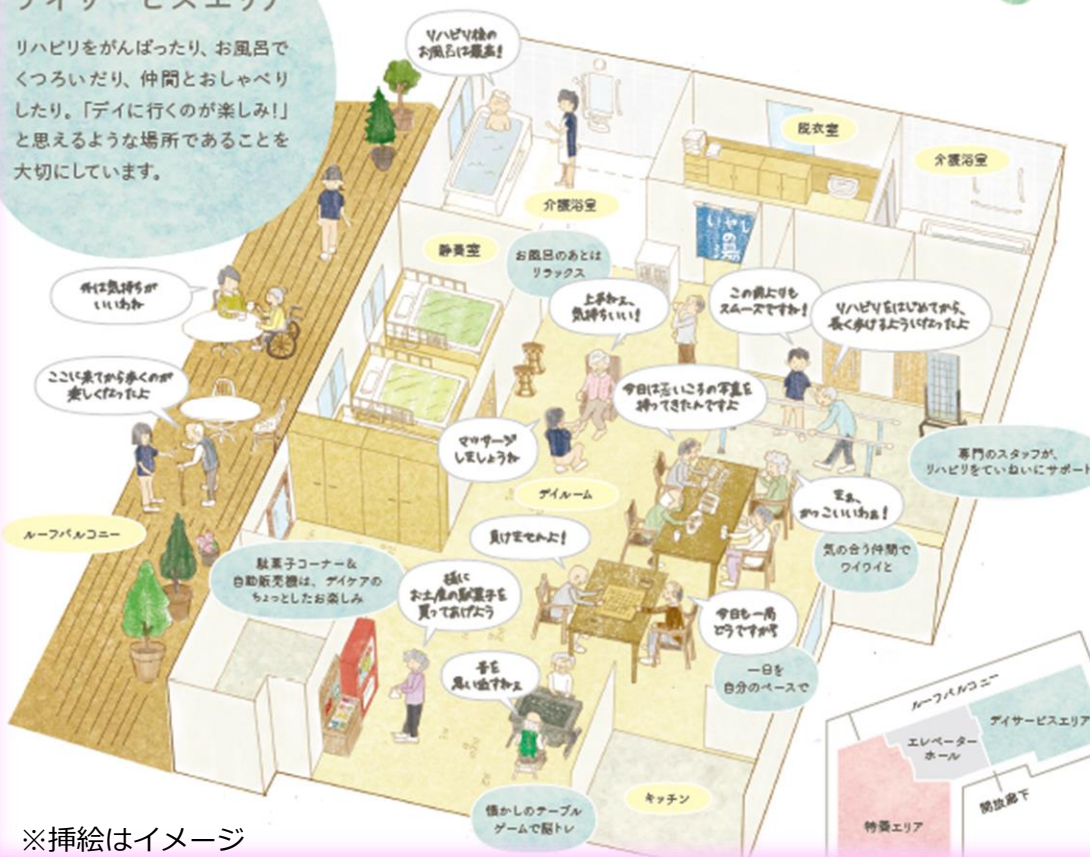 デイサービスエリア
リハビリをがんばったり、お風呂で
くつろいだり、仲間とおしゃべり
したり。「デイに行くのが楽しみ!」
と思えるような場所であることを
大切にしています。
リハビリ後の
お風呂は最高!
脱衣室
介護浴室
介護浴室
静養室
お風呂のあとは
リラックス
外は気持ちが
いいわね
上手ねぇ、
気持ちいい!
この前よりも
スムーズですね!
リハビリをはじめてから、
長く歩けるようになったよ
ここに来てから歩くのが
楽しくなったよ
今日は若いころの写真を
持ってきたんですよ
マッサージ
しましょうね
専門のスタッフが、
リハビリをていねいにサポート
デイルーム
まぁ、
かっこいいわぁ!
ルーフバルコニー
負けませんよ!
気の合う仲間で
ワイワイと
駄菓子コーナー&
自動販売機は、デイケアの
ちょっとしたお楽しみ
孫に
お土産の駄菓子を
買ってあげよう
今日も一局
どうですか?
昔を
思い出すねぇ
一日を
自分のペースで
キッチン
懐かしのテーブル
ゲームで脳トレ
ルーフバルコニー
デイサービスエリア
エレベーター
ホール
開放廊下
特養エリア
※挿絵はイメージ